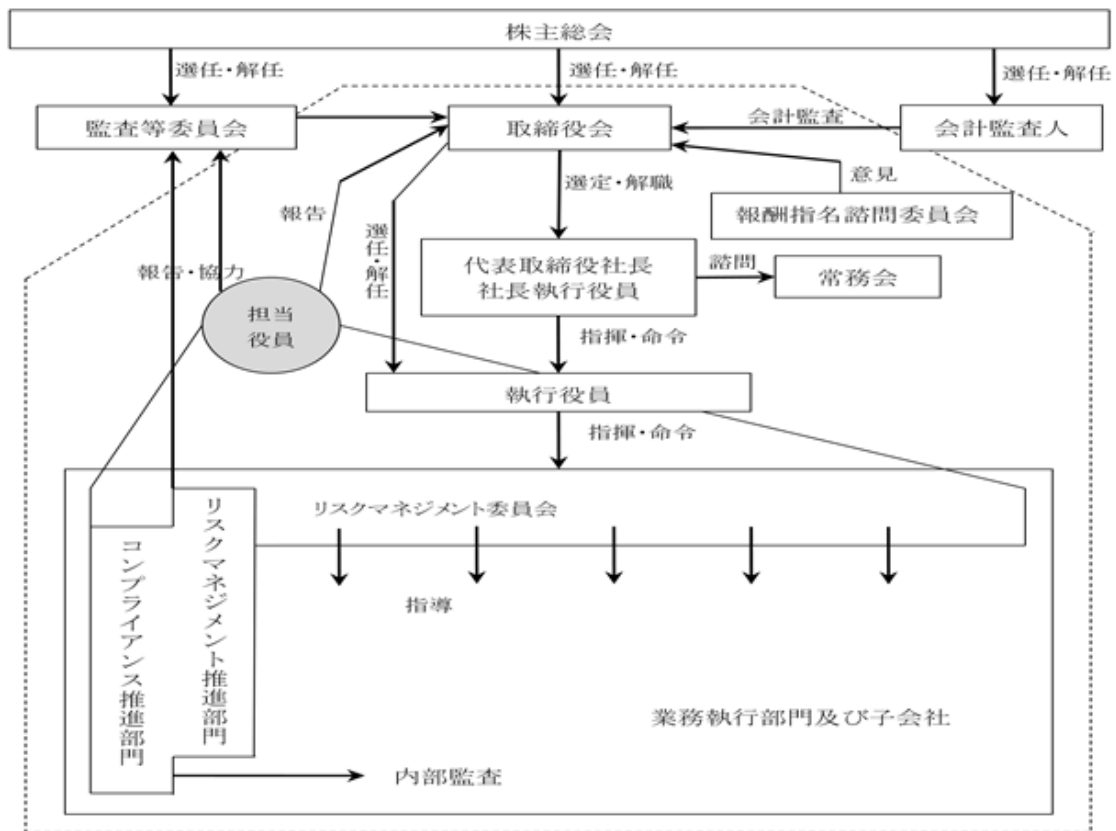 株主総会
選任・解任
選任・解任
選任・解任
監査等委員会
取締役会
会計監査
会計監査人
選定・解職
意見
報告
選任・解任
報酬指名諮問委員会
報告・協力
代表取締役社長
社長執行役員
諮問
常務会
担当
役員
指揮・命令
執行役員
指揮・命令
リスクマネジメント委員会
リスクマネジメント推進部門
コンプライアンス推進部門
指導
業務執行部門及び子会社
内部監査